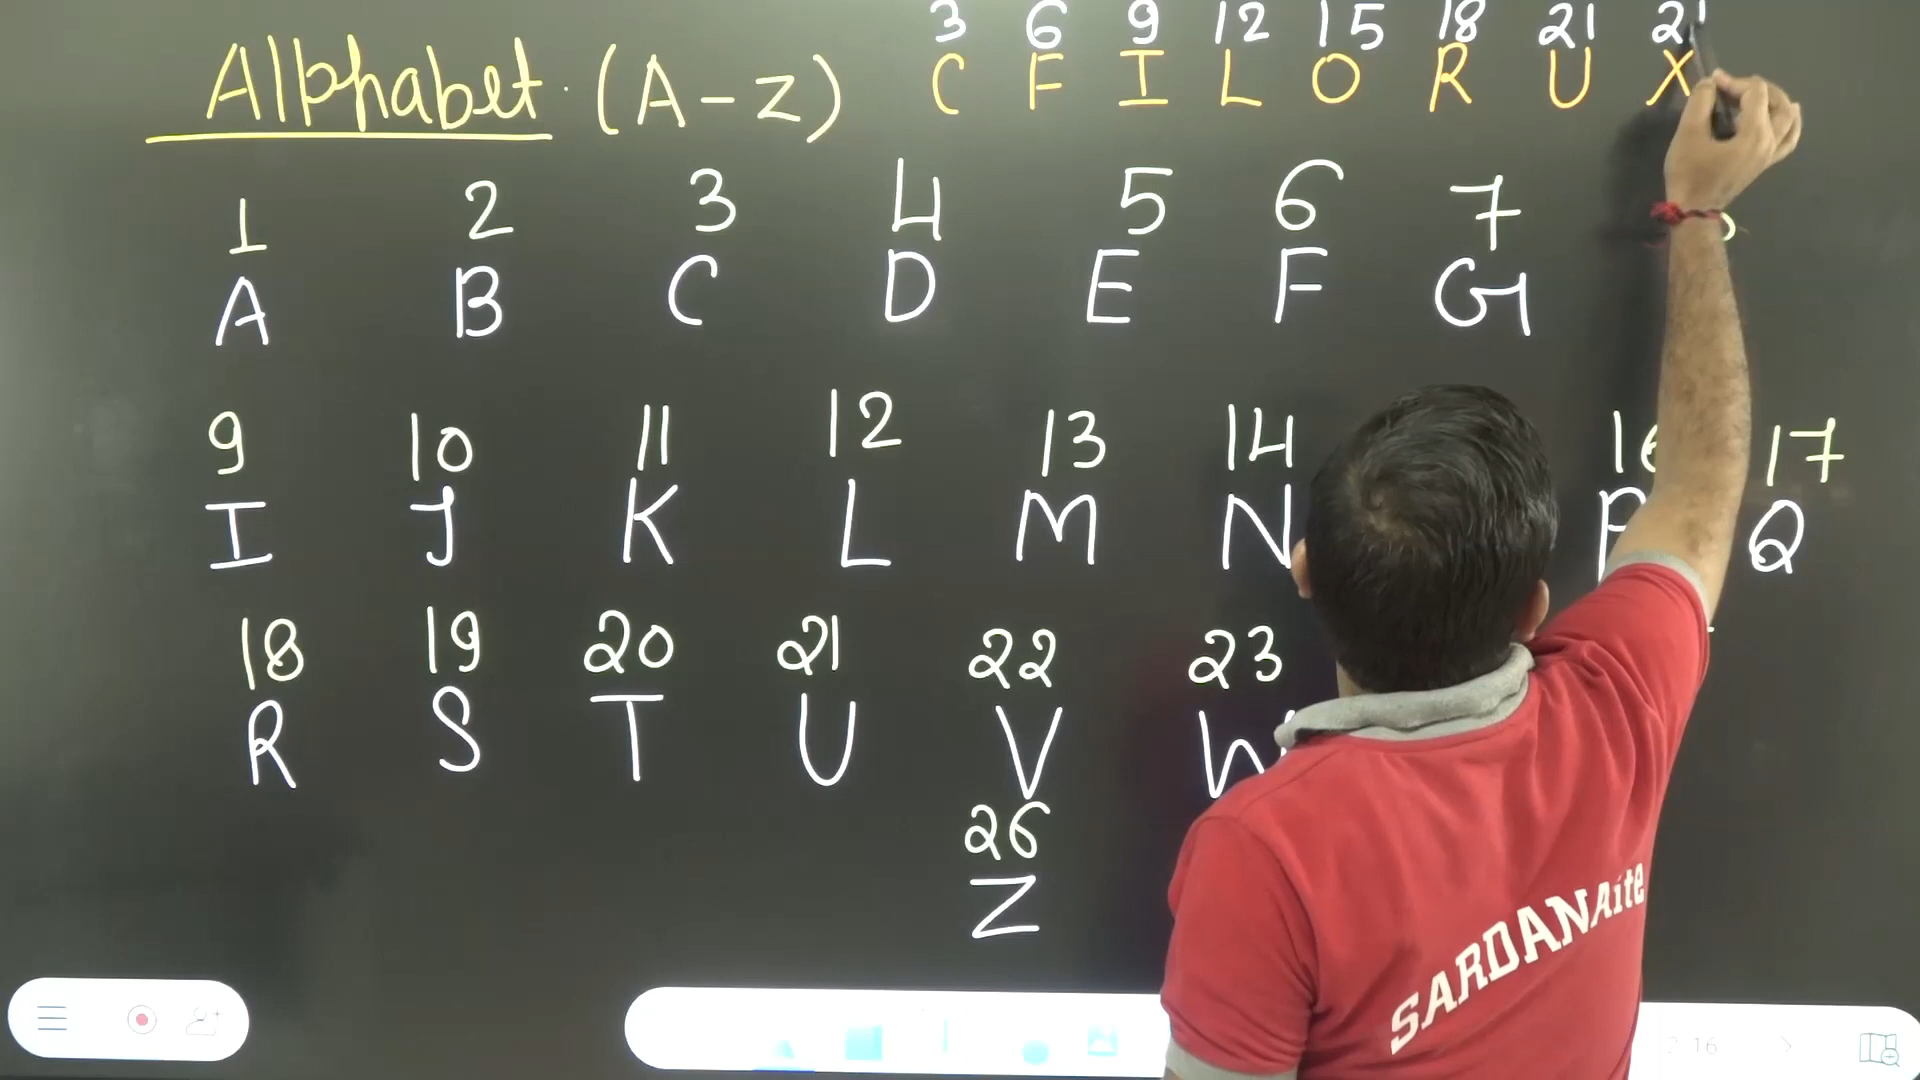 3 6 9 12 15 18 21
Alphabet (A-Z) C F I L O R U X
1 2 3 4 5 6 7
A B C D E F G
9 10 11 12 13 14 17
I J K L M N P Q
18 19 20 21 22 23
R S T U V W
26
Z
SARDANAite